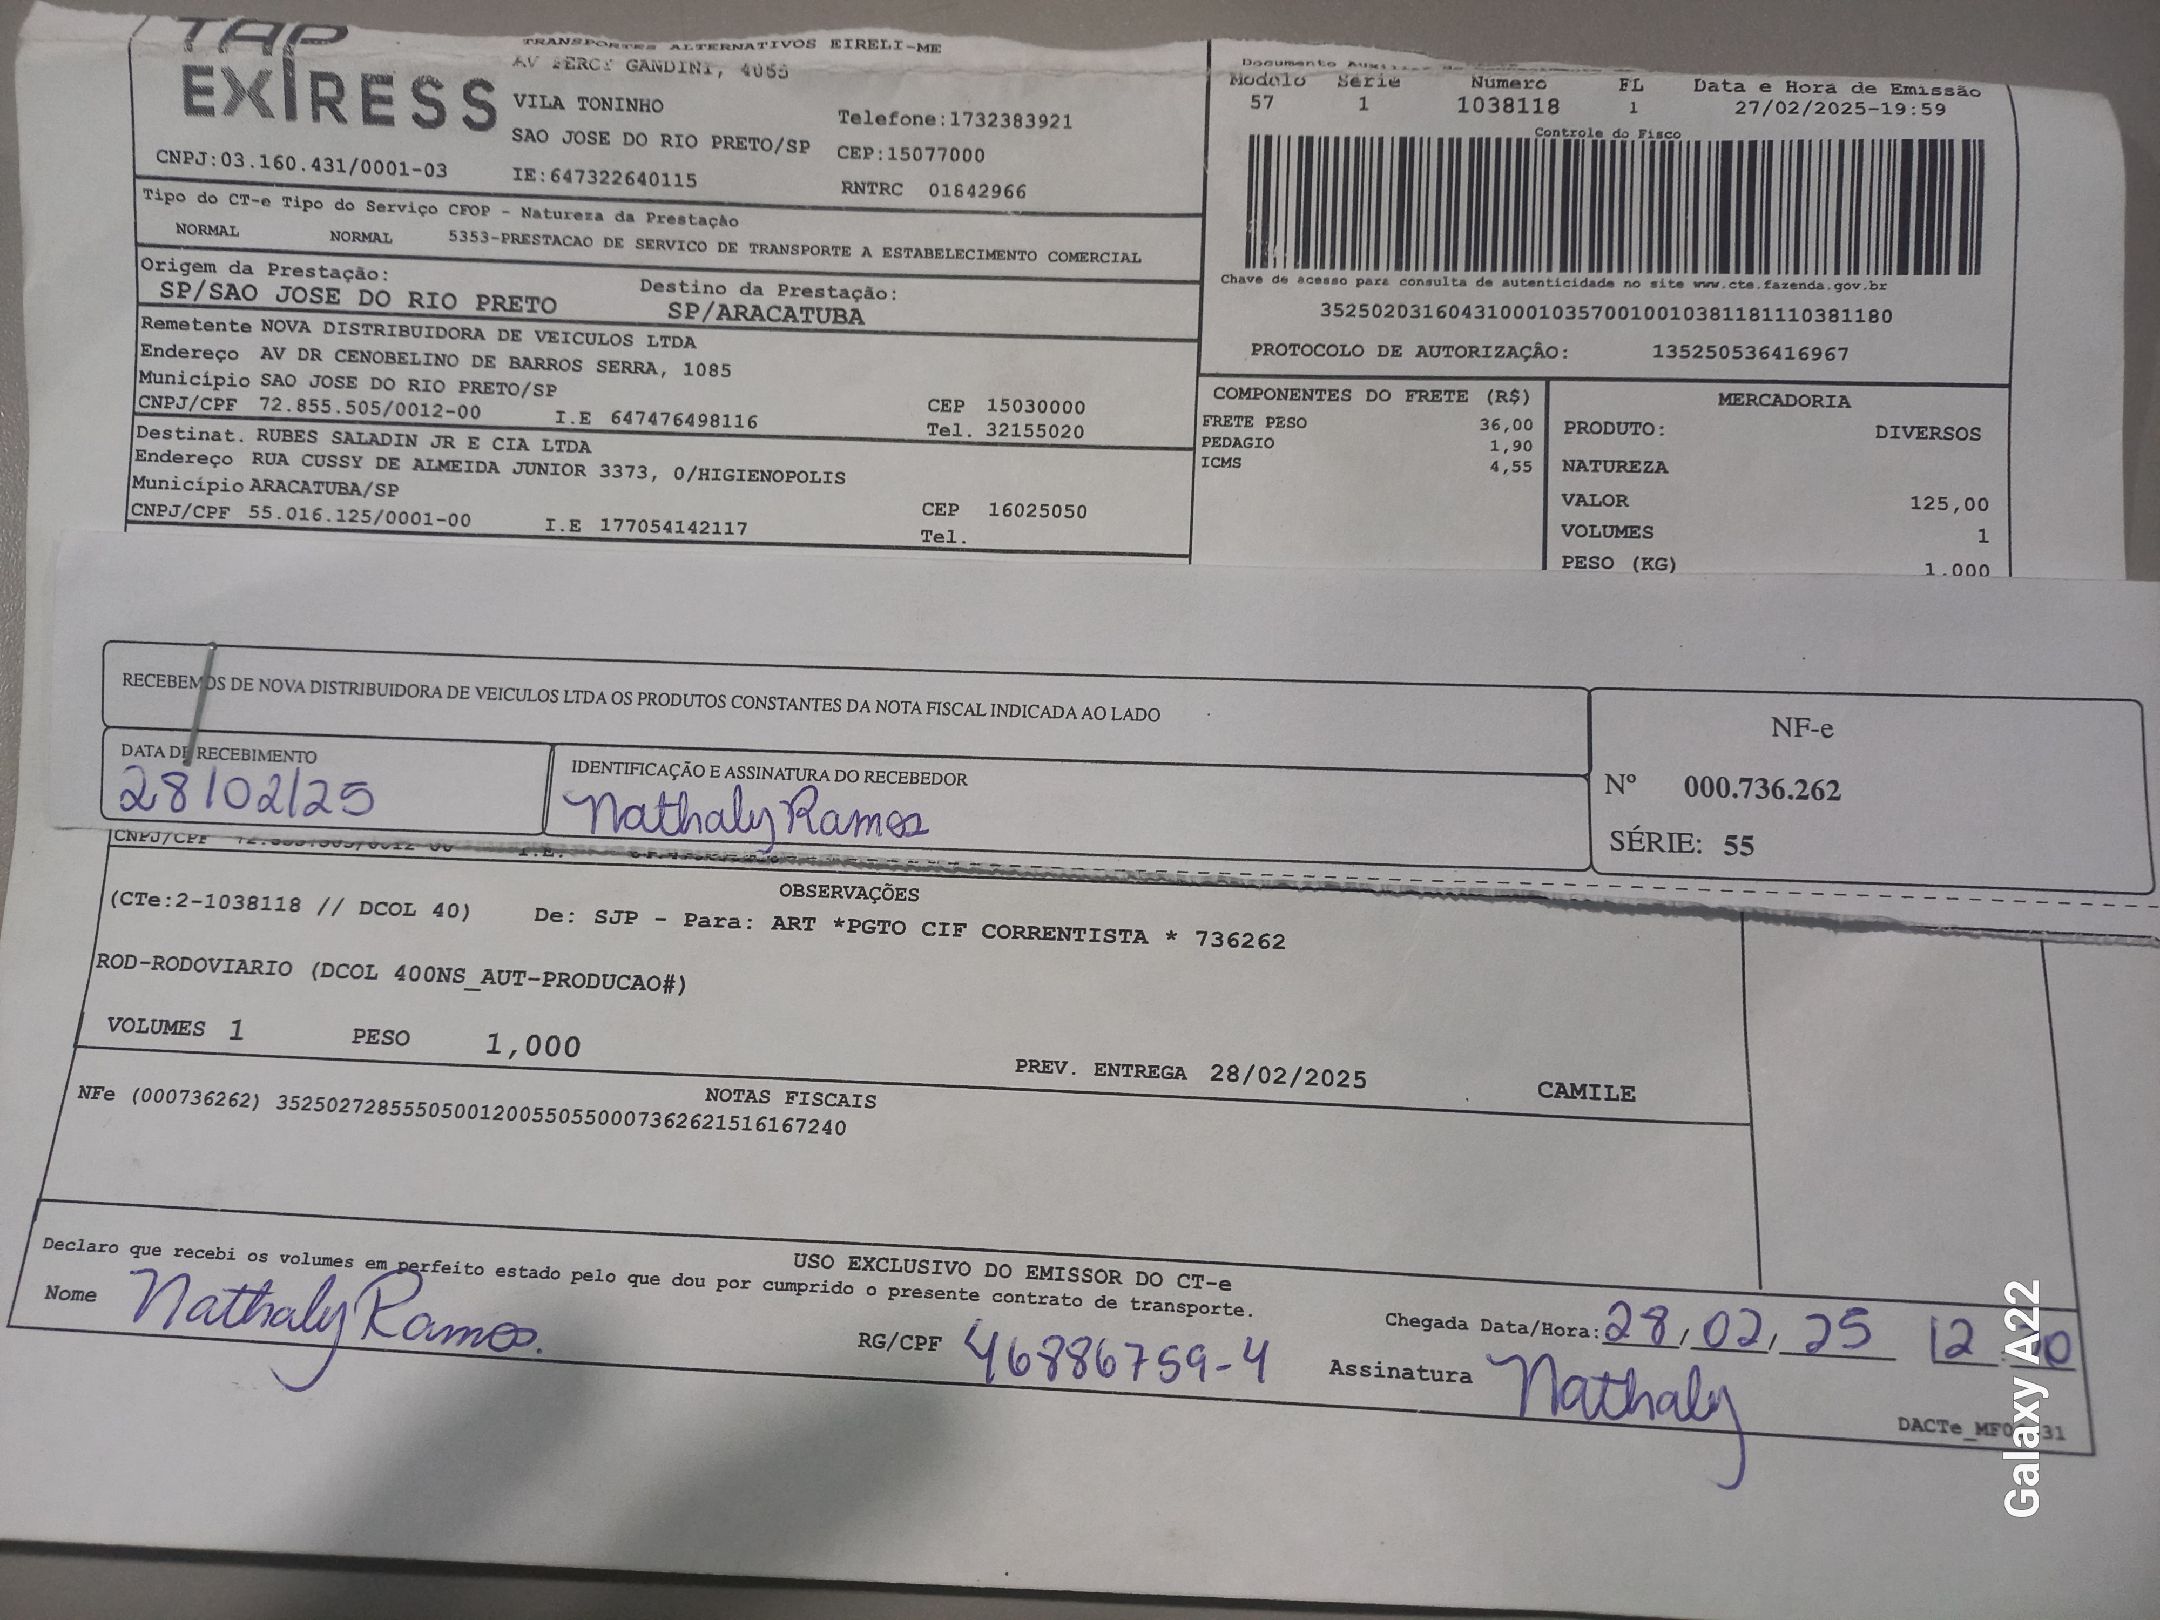 TAP
EXPRESS
TRANSPORTES ALTERNATIVOS EIRELI-ME
AV PERCY GANDINI, 4055
VILA TONINHO
Telefone:1732383921
SAO JOSE DO RIO PRETO/SP
CEP:15077000
CNPJ:03.160.431/0001-03
IE:647322640115
RNTRC 01842966
Documento
Modelo Série Número FL Data e Hora de Emissão
57 1 1038118 1 27/02/2025-19:59
Controle do Fisco
Chave de acesso para consulta de autenticidade no site www.cte.fazenda.gov.br
35250203160431000103570010010381181110381180
PROTOCOLO DE AUTORIZAÇÃO: 135250536416967
Tipo do CT-e Tipo do Serviço CFOP - Natureza da Prestação
NORMAL NORMAL 5353-PRESTACAO DE SERVICO DE TRANSPORTE A ESTABELECIMENTO COMERCIAL
Origem da Prestação: Destino da Prestação:
SP/SAO JOSE DO RIO PRETO SP/ARACATUBA
Remetente NOVA DISTRIBUIDORA DE VEICULOS LTDA
Endereço AV DR CENOBELINO DE BARROS SERRA, 1085
Município SAO JOSE DO RIO PRETO/SP CEP 15030000
CNPJ/CPF 72.855.505/0012-00 I.E 647476498116 Tel. 32155020
Destinat. RUBES SALADIN JR E CIA LTDA
Endereço RUA CUSSY DE ALMEIDA JUNIOR 3373, 0/HIGIENOPOLIS
Município ARACATUBA/SP CEP 16025050
CNPJ/CPF 55.016.125/0001-00 I.E 177054142117 Tel.
COMPONENTES DO FRETE (R$)
FRETE PESO 36,00
PEDAGIO 1,90
ICMS 4,55
MERCADORIA
PRODUTO: DIVERSOS
NATUREZA
VALOR 125,00
VOLUMES 1
PESO (KG) 1.000
RECEBEMOS DE NOVA DISTRIBUIDORA DE VEICULOS LTDA OS PRODUTOS CONSTANTES DA NOTA FISCAL INDICADA AO LADO
DATA DE RECEBIMENTO
28/02/25
IDENTIFICAÇÃO E ASSINATURA DO RECEBEDOR
Nathaly Ramos
NF-e
Nº 000.736.262
SÉRIE: 55
CNPJ/CPF 72.855.505/0012-00 I.E.
OBSERVAÇÕES
(CTe:2-1038118 // DCOL 40) De: SJP - Para: ART *PGTO CIF CORRENTISTA * 736262
ROD-RODOVIARIO (DCOL 400NS_AUT-PRODUCAO#)
VOLUMES 1 PESO 1,000
PREV. ENTREGA 28/02/2025 CAMILE
NOTAS FISCAIS
NFe (000736262) 35250272855505001200550550007362621516167240
USO EXCLUSIVO DO EMISSOR DO CT-e
Declaro que recebi os volumes em perfeito estado pelo que dou por cumprido o presente contrato de transporte.
Nome Nathaly Ramos.
RG/CPF 46886759-4
Chegada Data/Hora: 28/02/25 12
Assinatura Nathaly
Galaxy A22